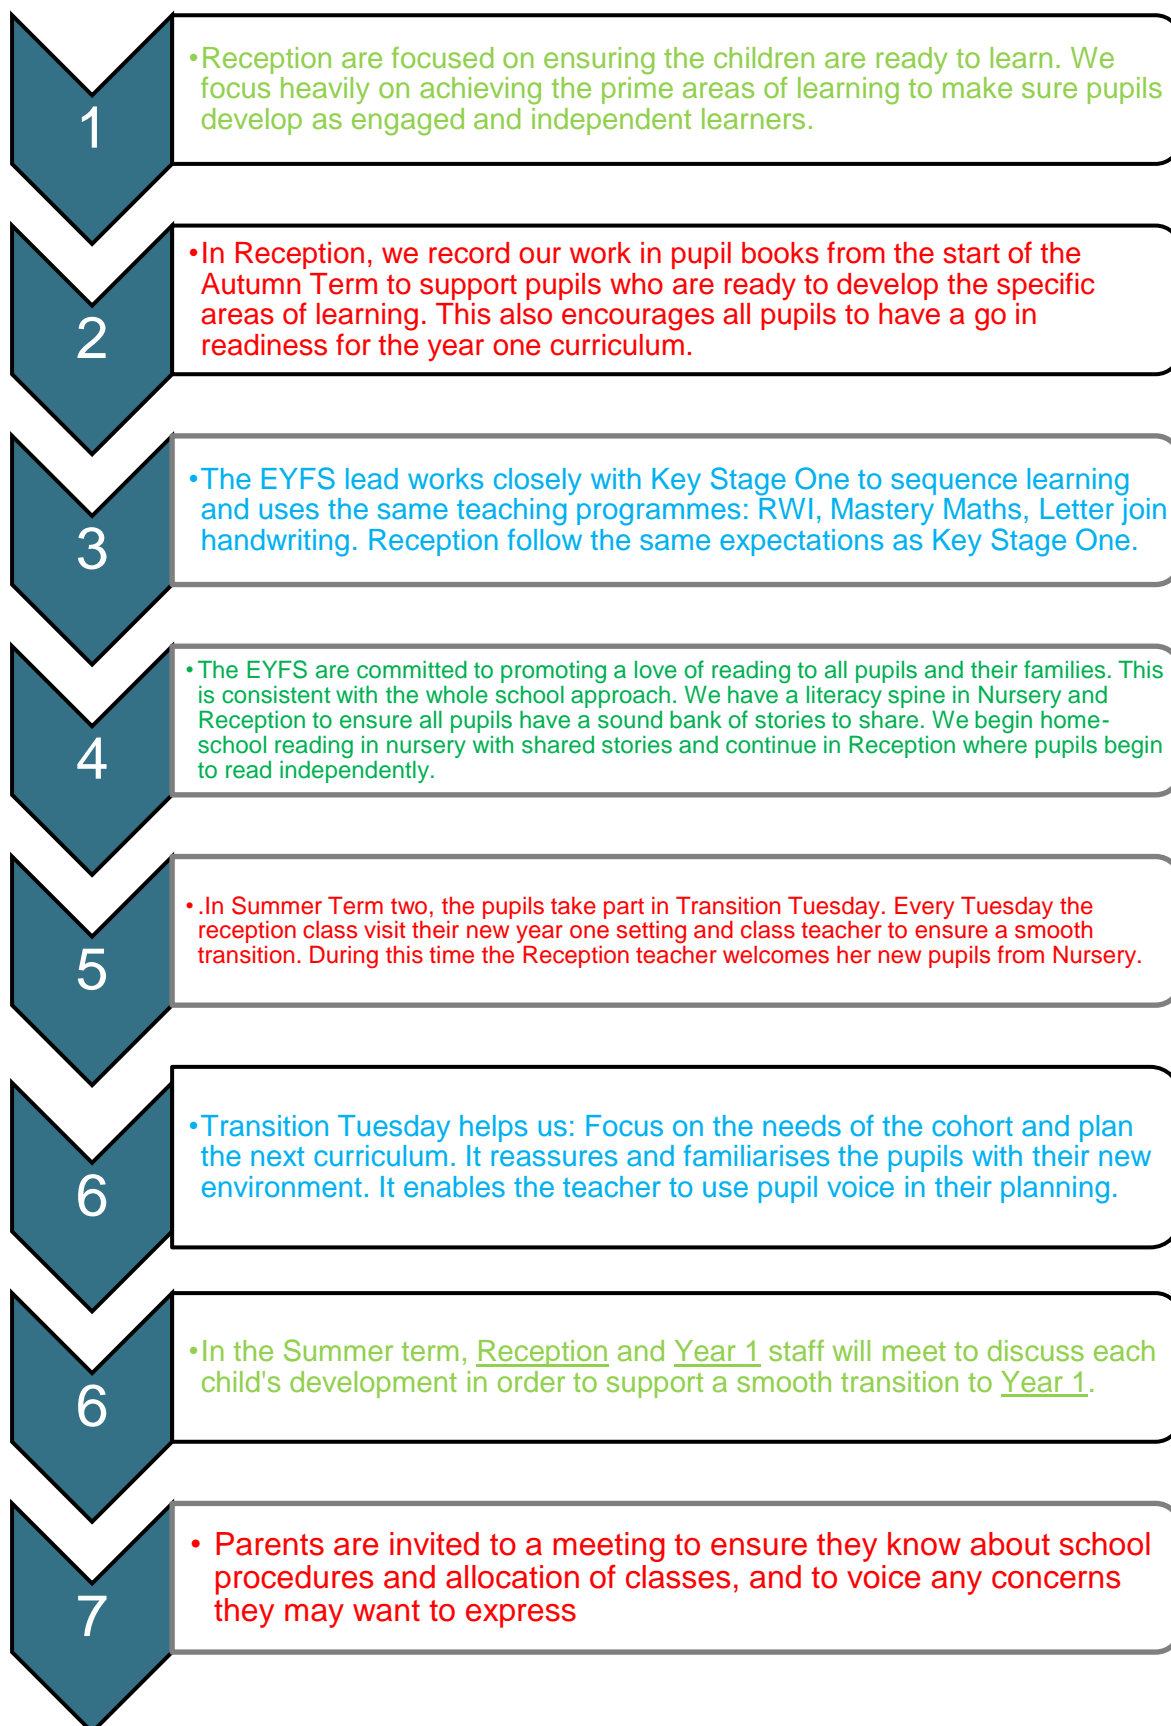 1
•Reception are focused on ensuring the children are ready to learn. We
focus heavily on achieving the prime areas of learning to make sure pupils
develop as engaged and independent learners.
2
•In Reception, we record our work in pupil books from the start of the
Autumn Term to support pupils who are ready to develop the specific
areas of learning. This also encourages all pupils to have a go in
readiness for the year one curriculum.
3
•The EYFS lead works closely with Key Stage One to sequence learning
and uses the same teaching programmes: RWI, Mastery Maths, Letter join
handwriting. Reception follow the same expectations as Key Stage One.
4
• The EYFS are committed to promoting a love of reading to all pupils and their families. This
is consistent with the whole school approach. We have a literacy spine in Nursery and
Reception to ensure all pupils have a sound bank of stories to share. We begin home-
school reading in nursery with shared stories and continue in Reception where pupils begin
to read independently.
5
• .In Summer Term two, the pupils take part in Transition Tuesday. Every Tuesday the
reception class visit their new year one setting and class teacher to ensure a smooth
transition. During this time the Reception teacher welcomes her new pupils from Nursery.
6
•Transition Tuesday helps us: Focus on the needs of the cohort and plan
the next curriculum. It reassures and familiarises the pupils with their new
environment. It enables the teacher to use pupil voice in their planning.
6
•In the Summer term, Reception and Year 1 staff will meet to discuss each
child's development in order to support a smooth transition to Year 1.
7
• Parents are invited to a meeting to ensure they know about school
procedures and allocation of classes, and to voice any concerns
they may want to express